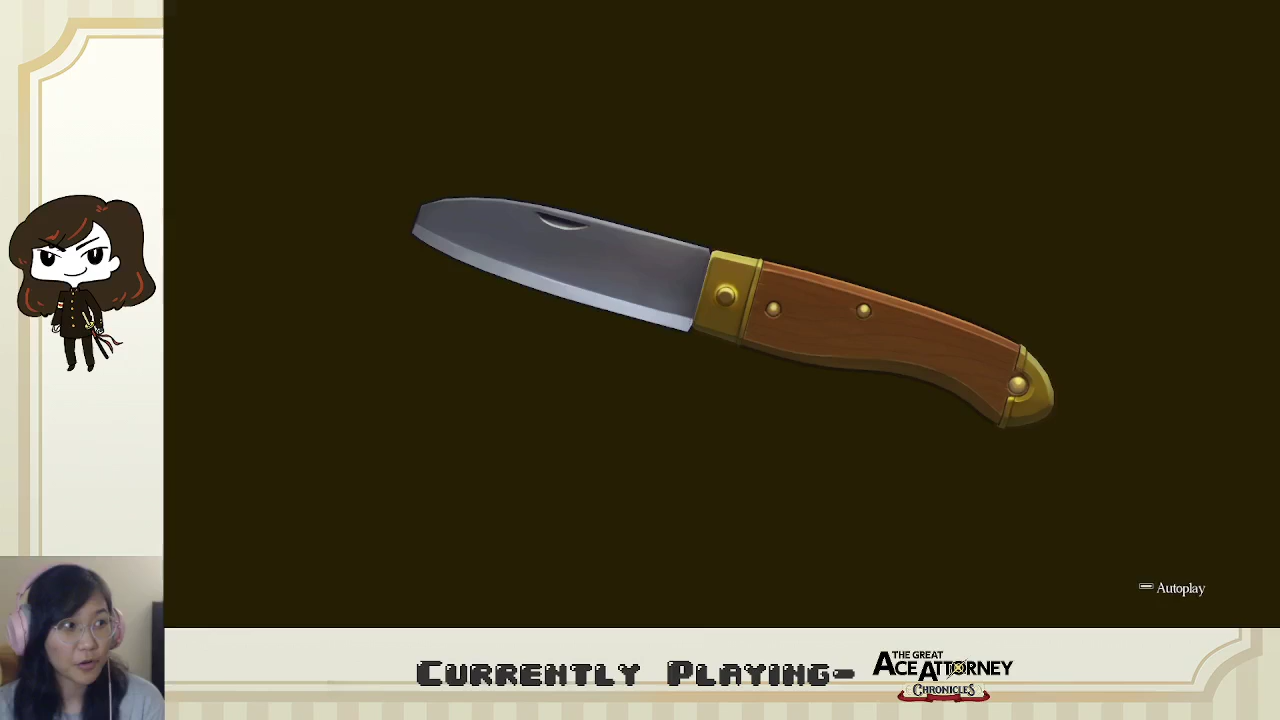 Autoplay
Currently Playing-
THE GREAT
ACE ATTORNEY
CHRONICLES